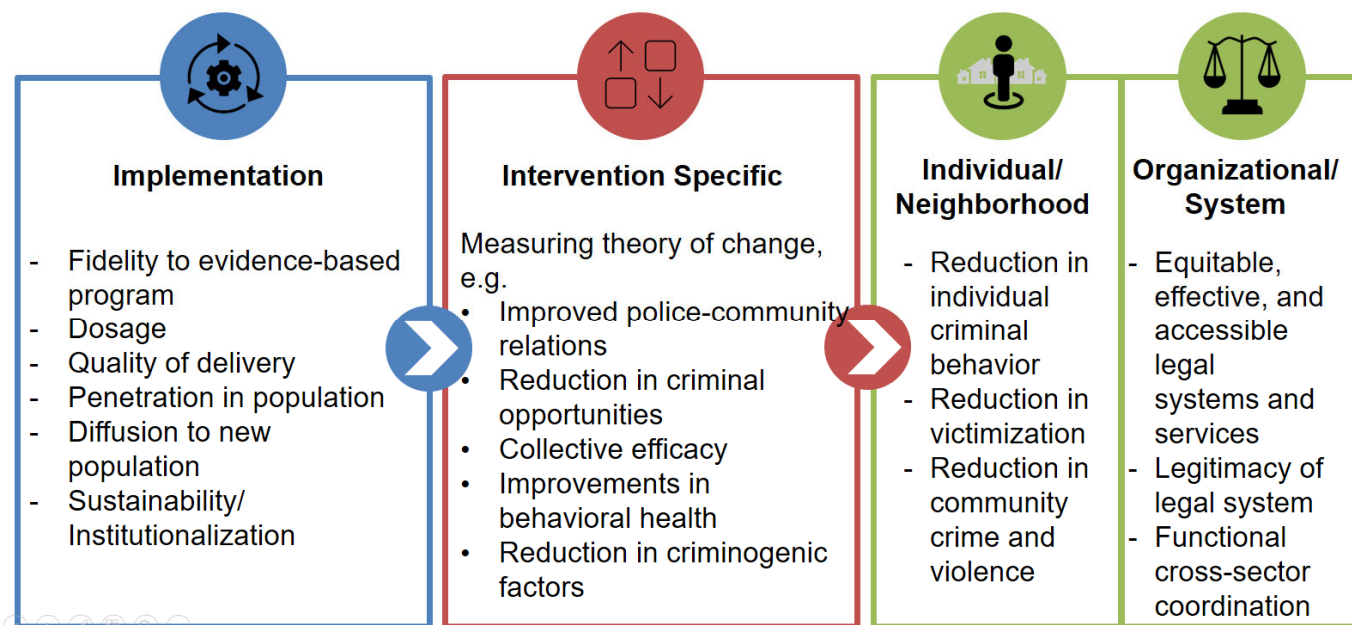 Implementation
- Fidelity to evidence-based
program
- Dosage
- Quality of delivery
- Penetration in population
- Diffusion to new
population
- Sustainability/
Institutionalization
Intervention Specific
Measuring theory of change,
e.g.
• Improved police-community
relations
• Reduction in criminal
opportunities
• Collective efficacy
• Improvements in
behavioral health
• Reduction in criminogenic
factors
Individual/
Neighborhood
- Reduction in
individual
criminal
behavior
- Reduction in
victimization
- Reduction in
community
crime and
violence
Organizational/
System
- Equitable,
effective, and
accessible
legal
systems and
services
- Legitimacy of
legal system
- Functional
cross-sector
coordination